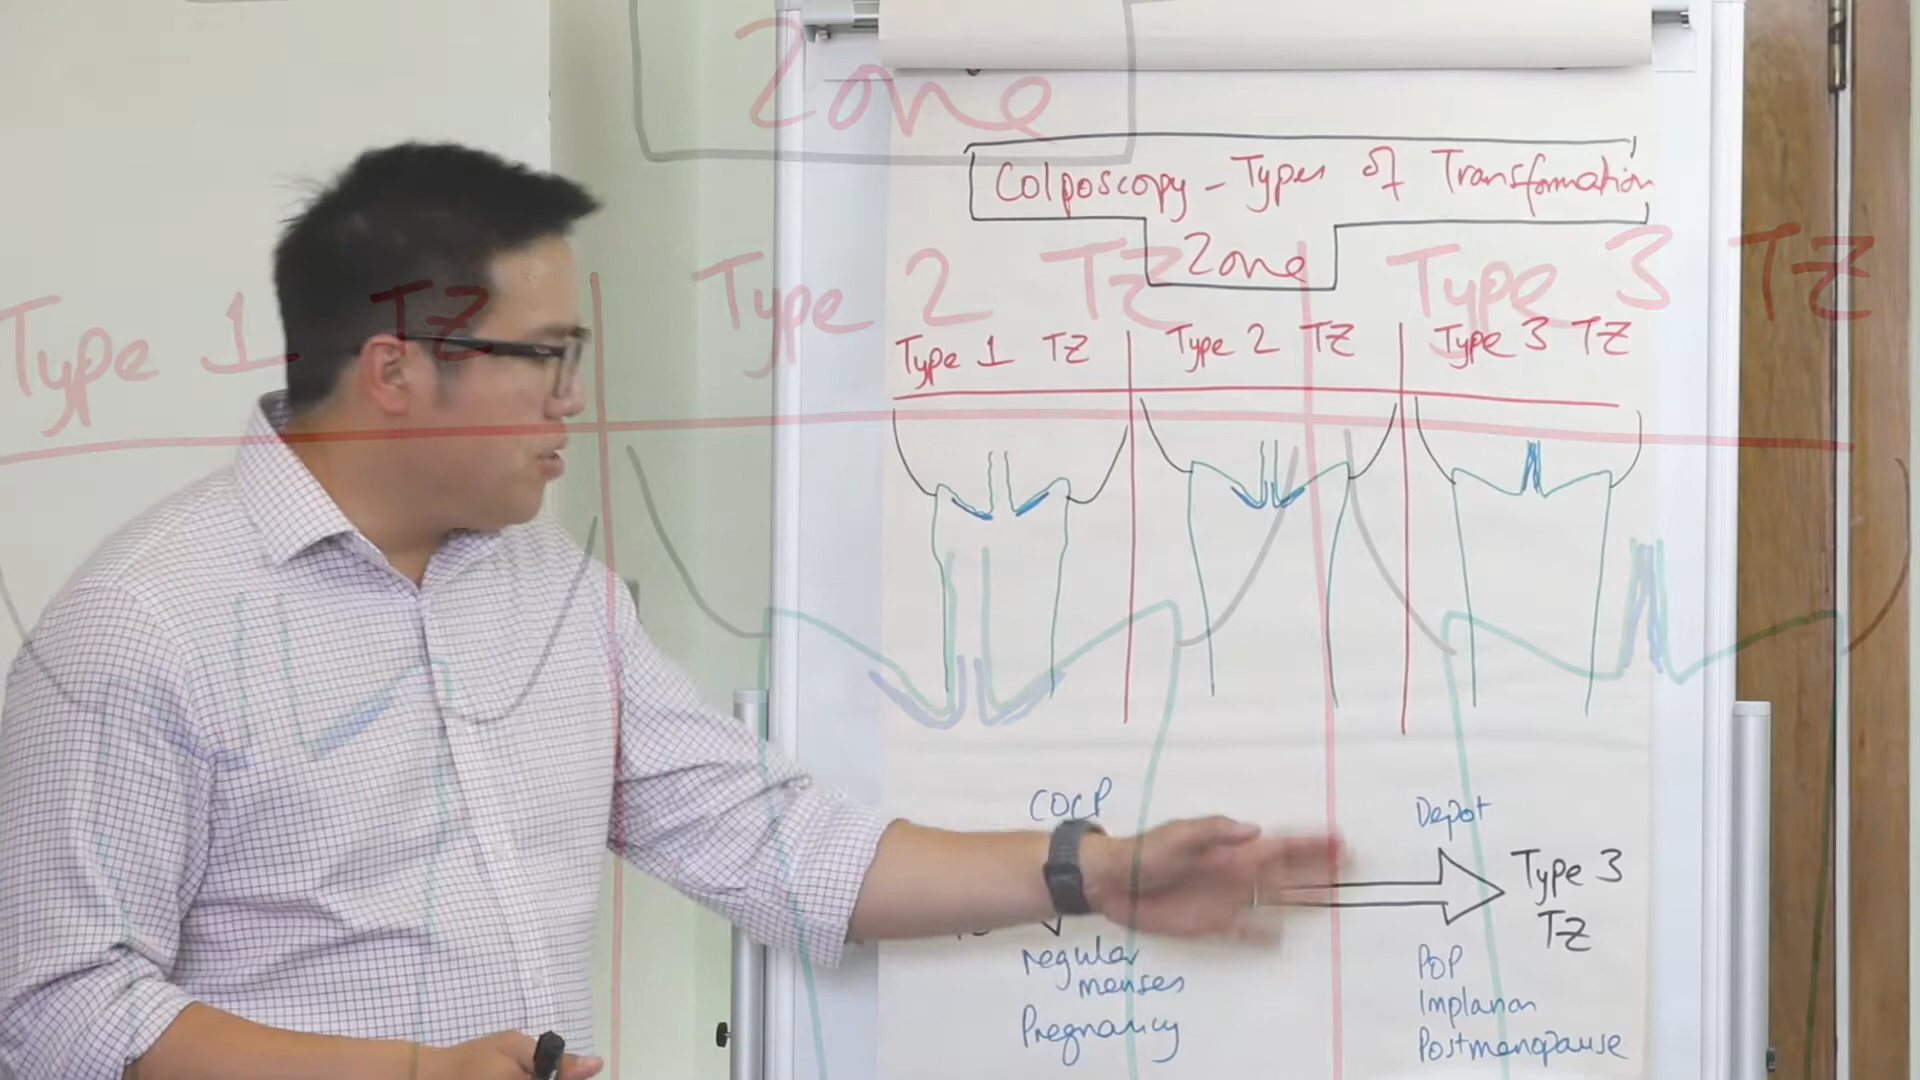 Zone
Colposcopy - Types of Transformation
Zone
Type 1 TZ
Type 2 TZ
Type 3 TZ
Type 1 TZ
Type 2 TZ
Type 3 TZ
COCP
regular
menses
Pregnancy
Depot
Type 3
TZ
POP
Implanon
Postmenopause